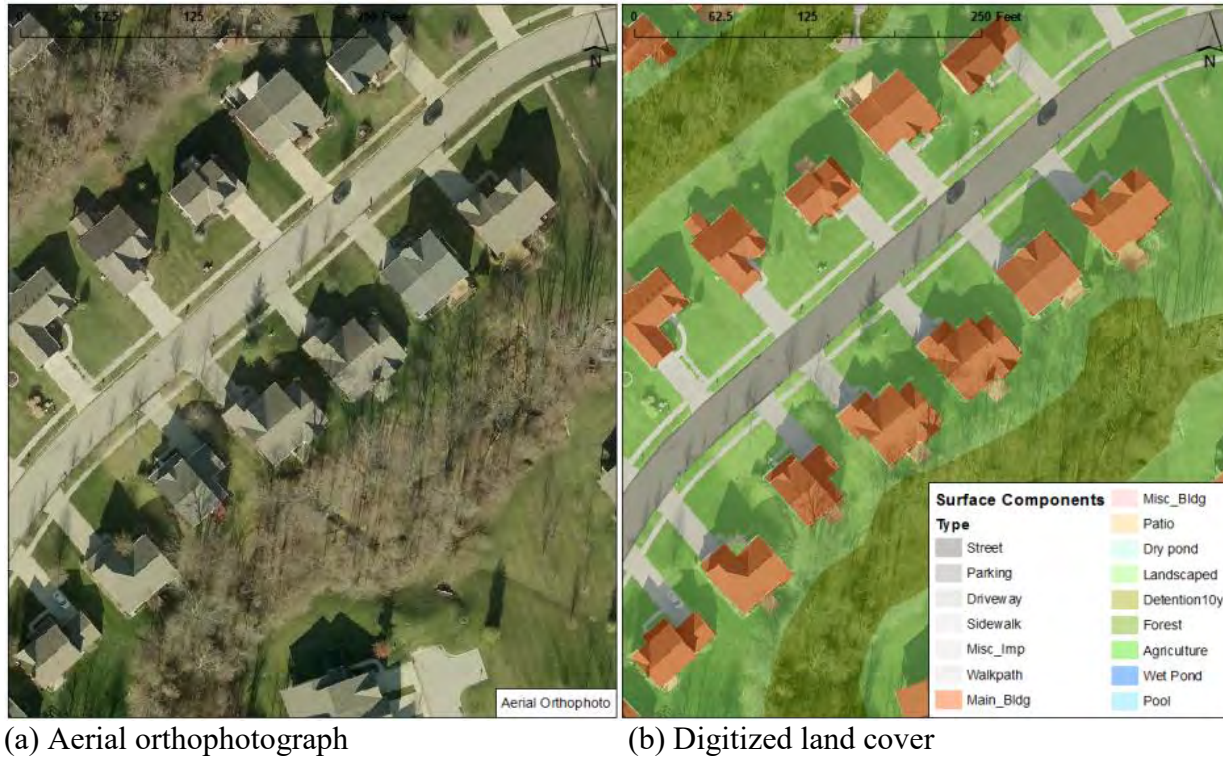 0 62.5 125 250 Feet
N
Aerial Orthophoto
0 62.5 125 250 Feet
N
Surface Components
Type
Street
Parking
Driveway
Sidewalk
Misc_Imp
Walkpath
Main_Bldg
Misc_Bldg
Patio
Dry pond
Landscaped
Detention10y
Forest
Agriculture
Wet Pond
Pool
(a) Aerial orthophotograph
(b) Digitized land cover